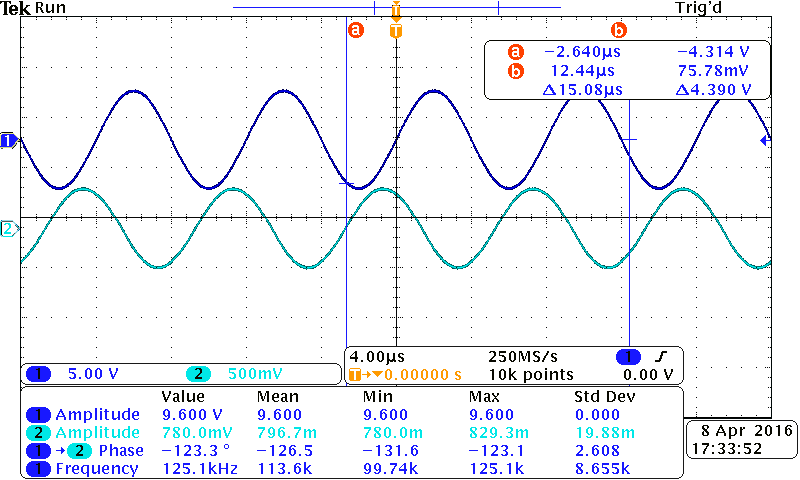 Tek Run Trig'd
T
a T b
a −2.640µs −4.314 V
b 12.44µs 75.78mV
Δ15.08µs Δ4.390 V
1
2
1 5.00 V 2 500mV
4.00µs 250MS/s 1
T→▼0.00000 s 10k points 0.00 V
Value Mean Min Max Std Dev
1 Amplitude 9.600 V 9.600 9.600 9.600 0.000
2 Amplitude 780.0mV 796.7m 780.0m 829.3m 19.88m
1 → 2 Phase −123.3 ° −126.5 −131.6 −123.1 2.608
1 Frequency 125.1kHz 113.6k 99.74k 125.1k 8.655k
8 Apr 2016
17:33:52